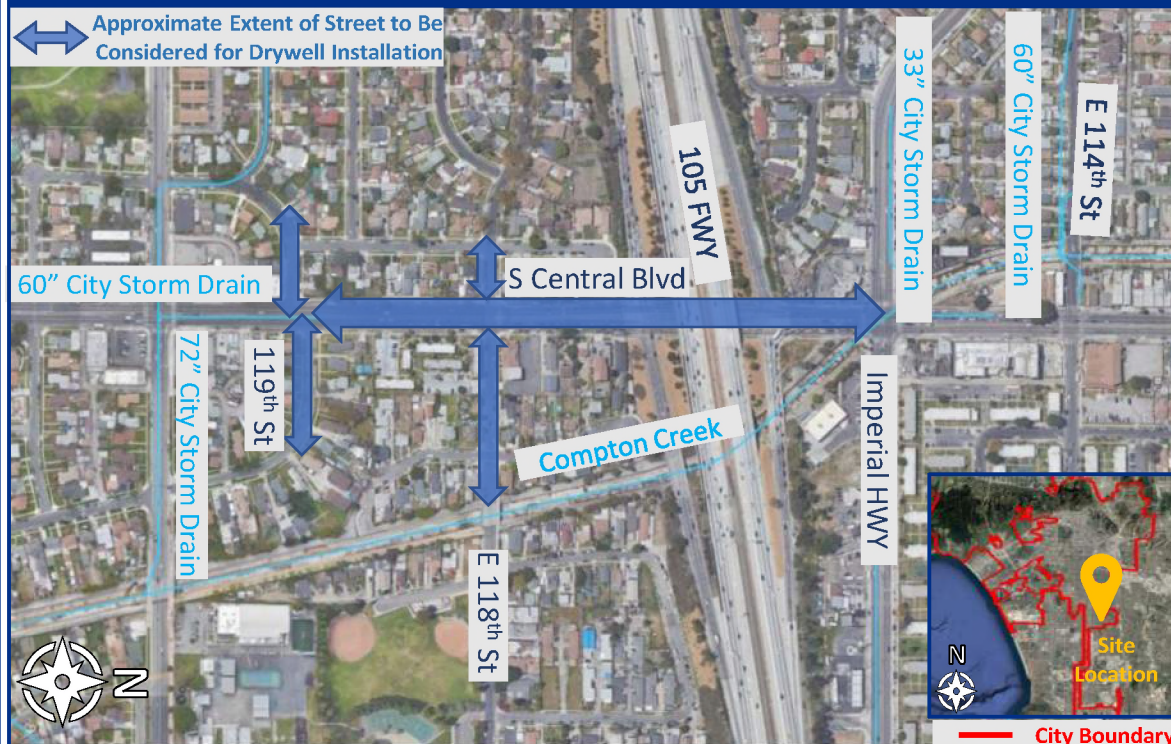 Approximate Extent of Street to Be
Considered for Drywell Installation
33” City Storm Drain
60” City Storm Drain
E 114th St
105 FWY
S Central Blvd
60” City Storm Drain
119th St
72” City Storm Drain
Compton Creek
Imperial HWY
E 118th St
N
N
Site
Location
City Boundary